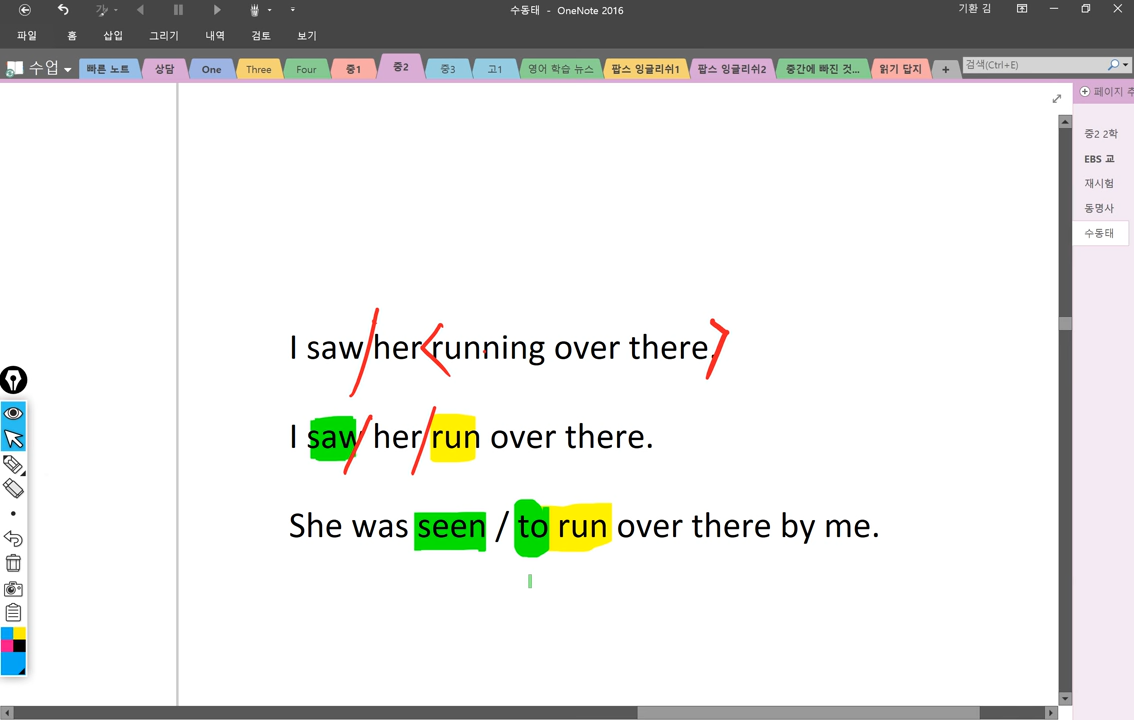 수동태 - OneNote 2016
기환 김
파일 홈 삽입 그리기 내역 검토 보기
수업 빠른 노트 상담 One Three Four 중1 중2 중3 고1 영어 학습 뉴스 팝스 잉글리쉬1 팝스 잉글리쉬2 중간에 빠진 것... 읽기 답지 + 검색(Ctrl+E)
페이지 추
중2 2학
EBS 교
재시험
동명사
수동태
I saw her running over there.
I saw her run over there.
She was seen / to run over there by me.